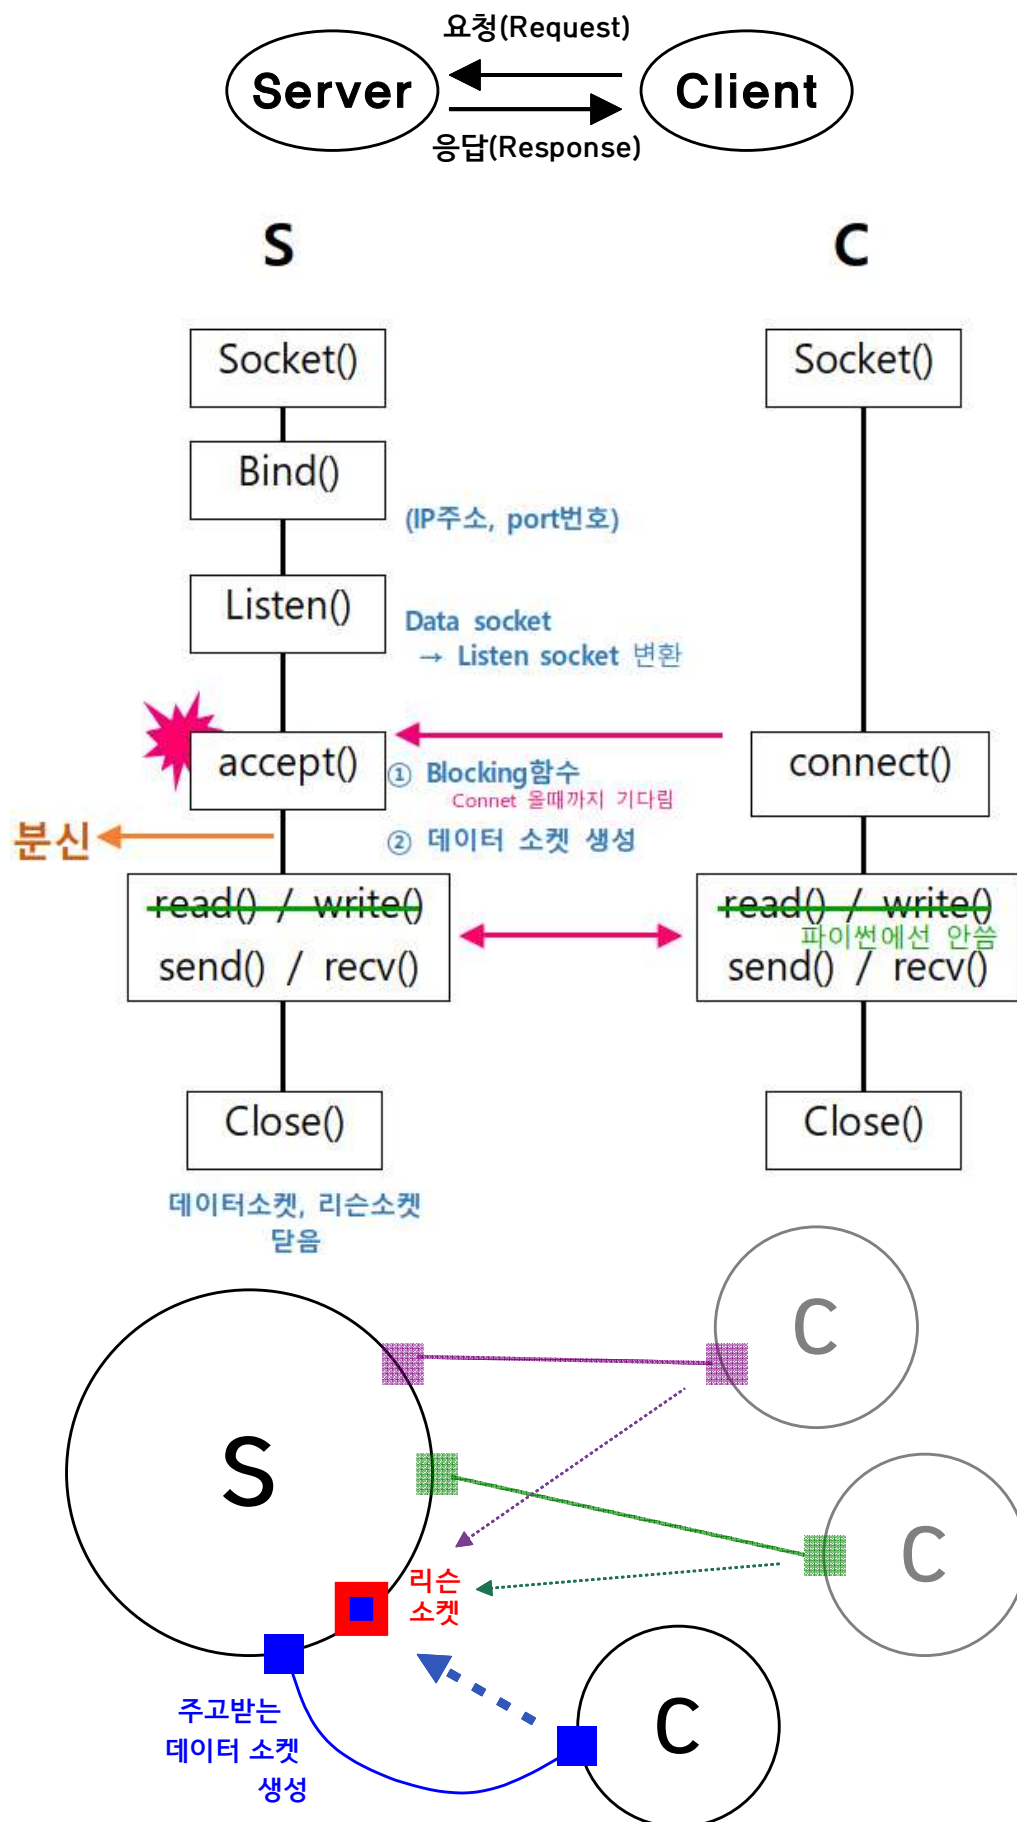 요청(Request)
Server
Client
응답(Response)
S
C
Socket()
Socket()
Bind()
(IP주소, port번호)
Listen()
Data socket
→ Listen socket 변환
accept()
connect()
① Blocking함수
Connet 올때까지 기다림
② 데이터 소켓 생성
분신
read() / write()
send() / recv()
read() / write()
파이썬에선 안씀
send() / recv()
Close()
Close()
데이터소켓, 리슨소켓
닫음
C
S
C
리슨
소켓
C
주고받는
데이터 소켓
생성